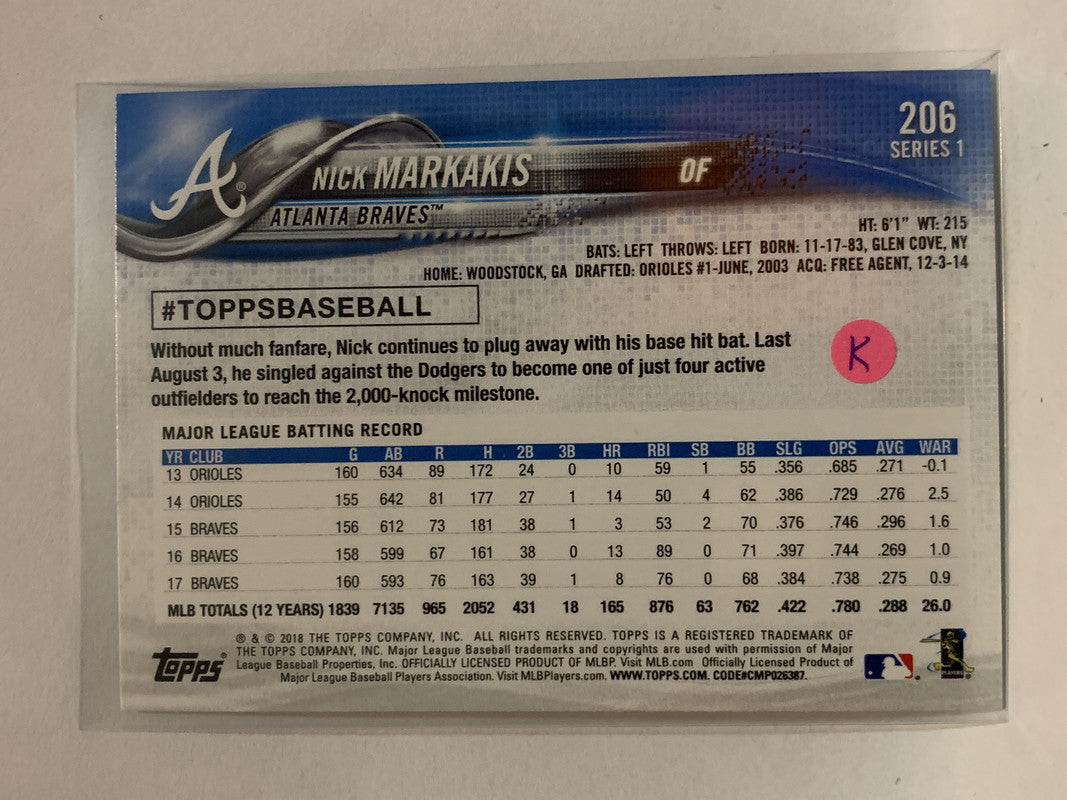 206
SERIES 1
A®
NICK MARKAKIS OF
ATLANTA BRAVES™
HT: 6'1" WT: 215
BATS: LEFT THROWS: LEFT BORN: 11-17-83, GLEN COVE, NY
HOME: WOODSTOCK, GA DRAFTED: ORIOLES #1-JUNE, 2003 ACQ: FREE AGENT, 12-3-14
#TOPPSBASEBALL
Without much fanfare, Nick continues to plug away with his base hit bat. Last
August 3, he singled against the Dodgers to become one of just four active
outfielders to reach the 2,000-knock milestone.
K
MAJOR LEAGUE BATTING RECORD
YR CLUB G AB R H 2B 3B HR RBI SB BB SLG OPS AVG WAR
13 ORIOLES 160 634 89 172 24 0 10 59 1 55 .356 .685 .271 -0.1
14 ORIOLES 155 642 81 177 27 1 14 50 4 62 .386 .729 .276 2.5
15 BRAVES 156 612 73 181 38 1 3 53 2 70 .376 .746 .296 1.6
16 BRAVES 158 599 67 161 38 0 13 89 0 71 .397 .744 .269 1.0
17 BRAVES 160 593 76 163 39 1 8 76 0 68 .384 .738 .275 0.9
MLB TOTALS (12 YEARS) 1839 7135 965 2052 431 18 165 876 63 762 .422 .780 .288 26.0
® & © 2018 THE TOPPS COMPANY, INC. ALL RIGHTS RESERVED. TOPPS IS A REGISTERED TRADEMARK OF
THE TOPPS COMPANY, INC. Major League Baseball trademarks and copyrights are used with permission of Major
League Baseball Properties, Inc. OFFICIALLY LICENSED PRODUCT OF MLBP. Visit MLB.com Officially Licensed Product of
Major League Baseball Players Association. Visit MLBPlayers.com. WWW.TOPPS.COM. CODE#CMP026387.
topps®
PLAYERS